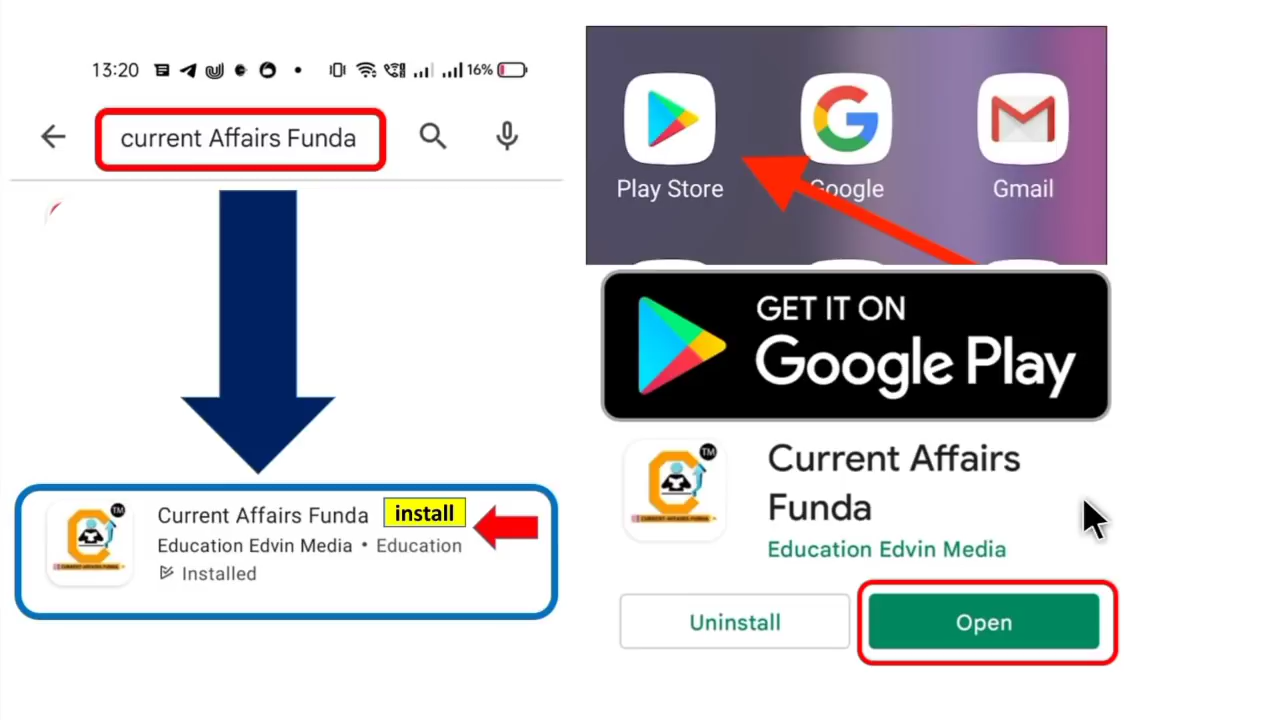 13:20
16%
current Affairs Funda
Current Affairs Funda
install
Education Edvin Media • Education
Installed
Play Store
Google
Gmail
GET IT ON
Google Play
TM
Current Affairs
Funda
Education Edvin Media
Uninstall
Open